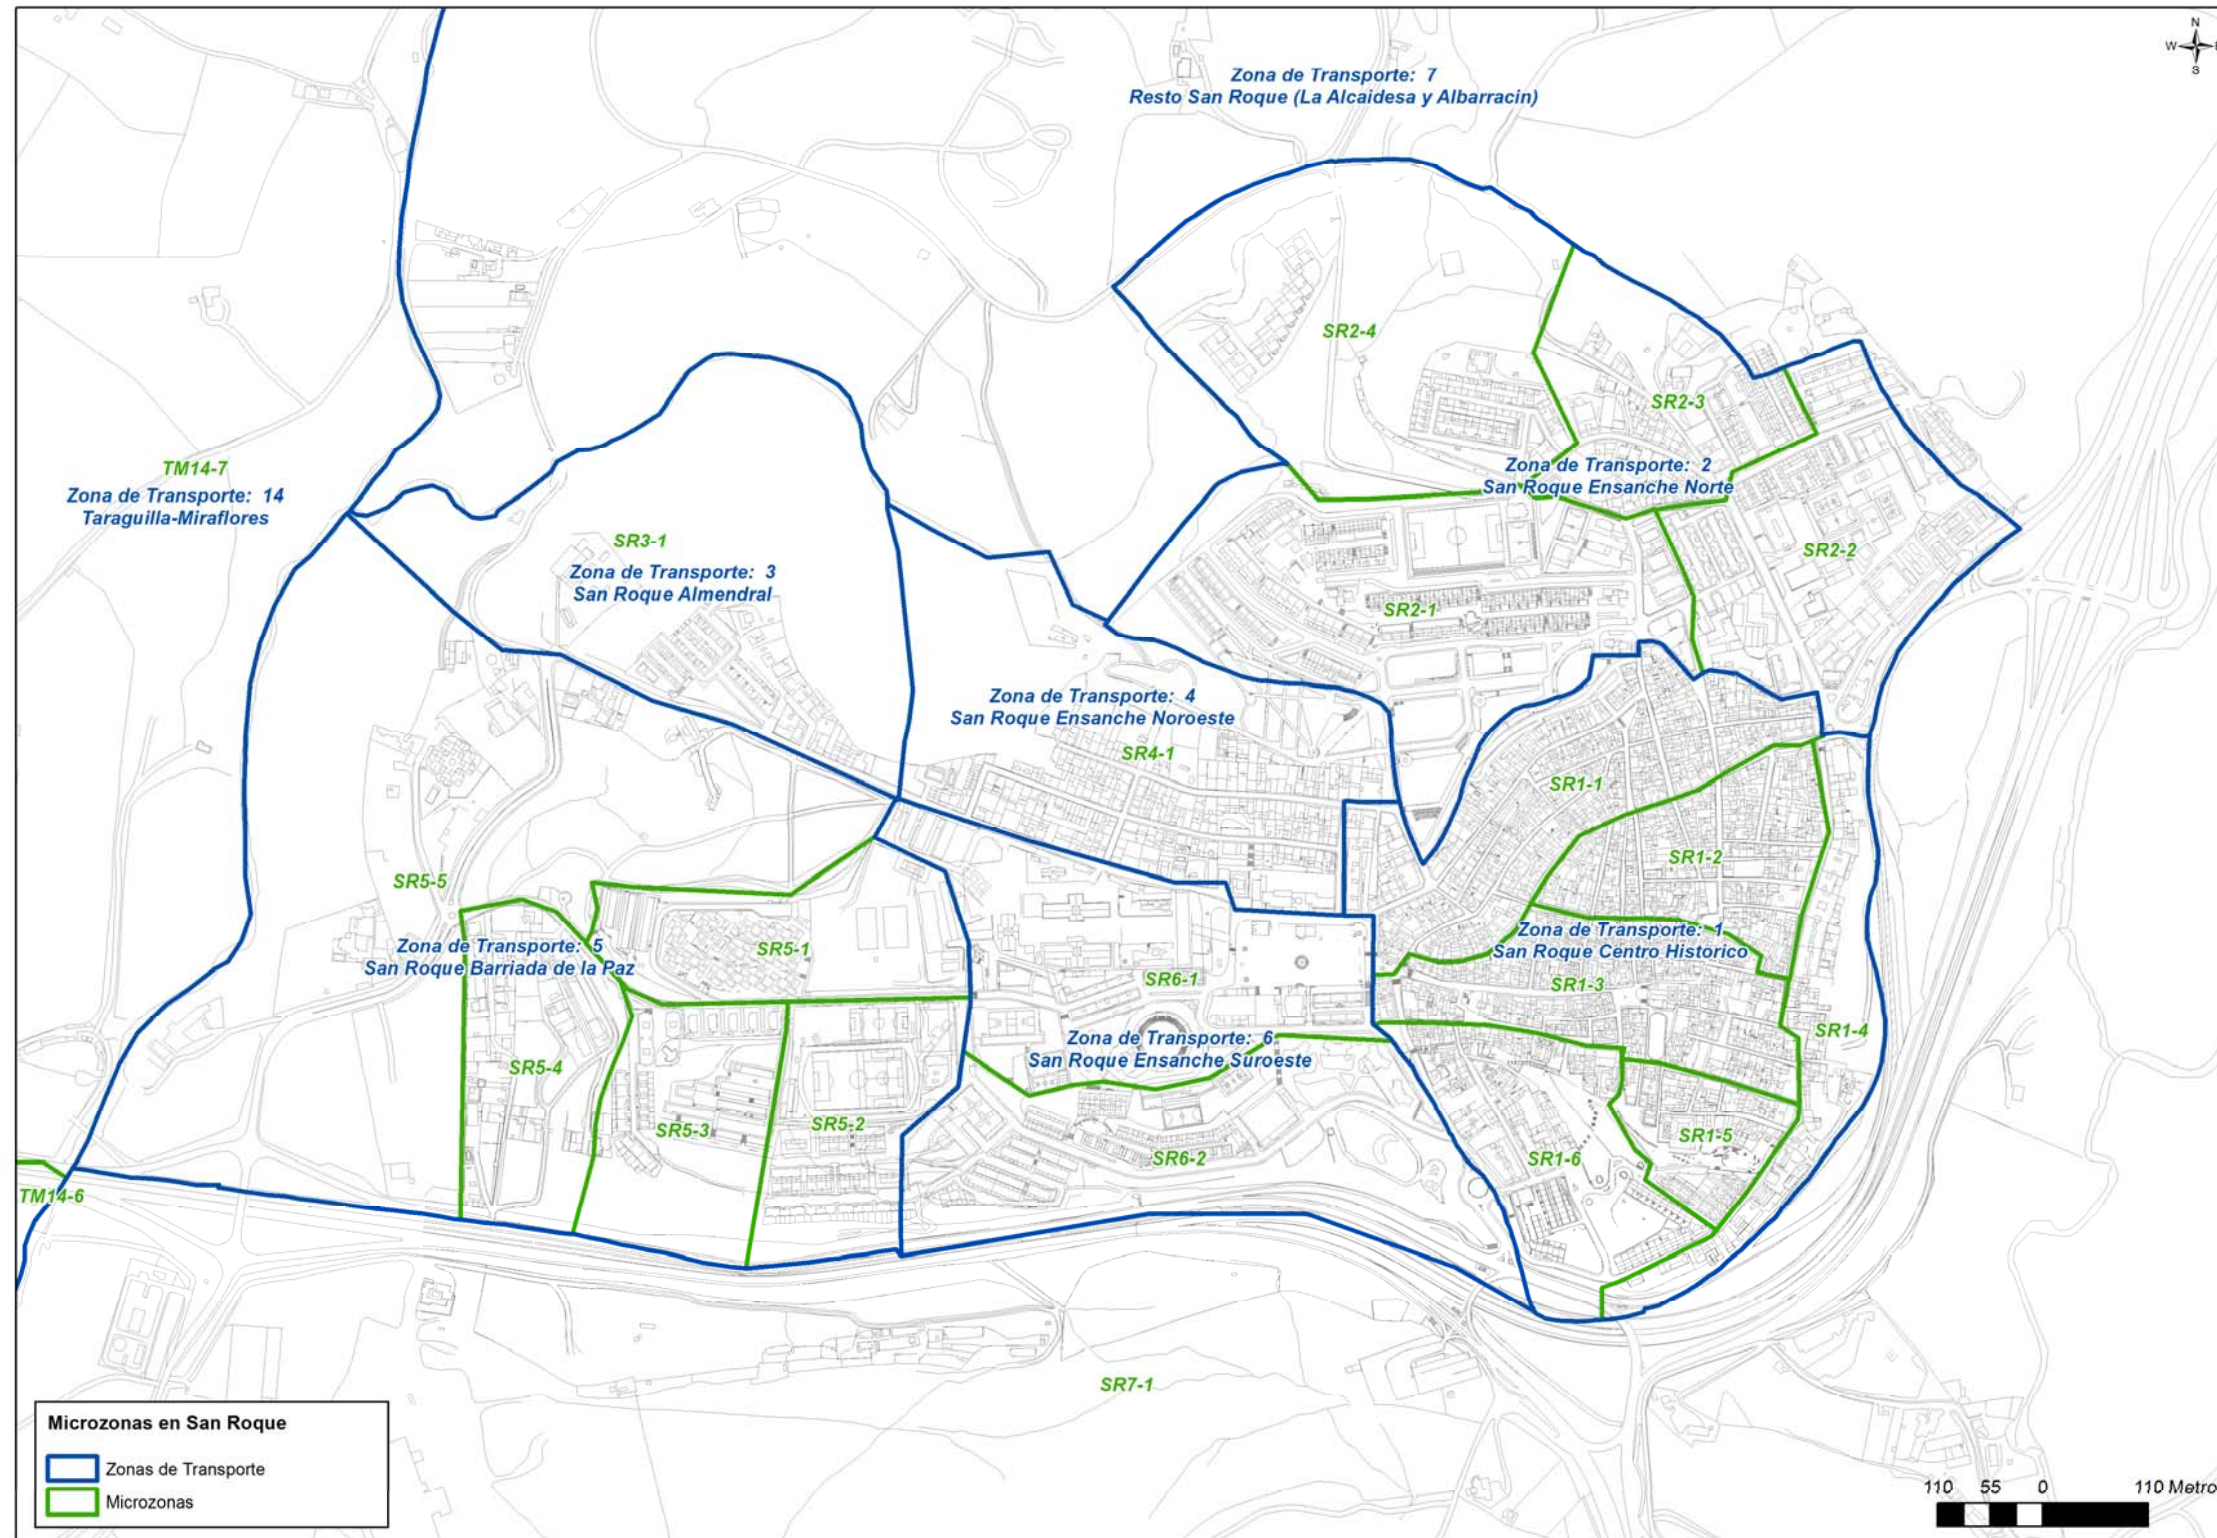 N
W
S
Zona de Transporte: 7
Resto San Roque (La Alcaidesa y Albarracin)
SR2-4
SR2-3
TM14-7
Zona de Transporte: 14
Taraguilla-Miraflores
Zona de Transporte: 2
San Roque Ensanche Norte
SR3-1
Zona de Transporte: 3
San Roque Almendral
SR2-2
SR2-1
Zona de Transporte: 4
San Roque Ensanche Noroeste
SR4-1
SR1-1
SR1-2
SR5-5
Zona de Transporte: 5
San Roque Barriada de la Paz
SR5-1
Zona de Transporte: 1
San Roque Centro Historico
SR6-1
SR1-3
SR1-4
Zona de Transporte: 6
San Roque Ensanche Suroeste
SR5-4
SR5-3
SR5-2
SR6-2
SR1-6
SR1-5
TM14-6
SR7-1
Microzonas en San Roque
Zonas de Transporte
Microzonas
110 55 0 110 Metro